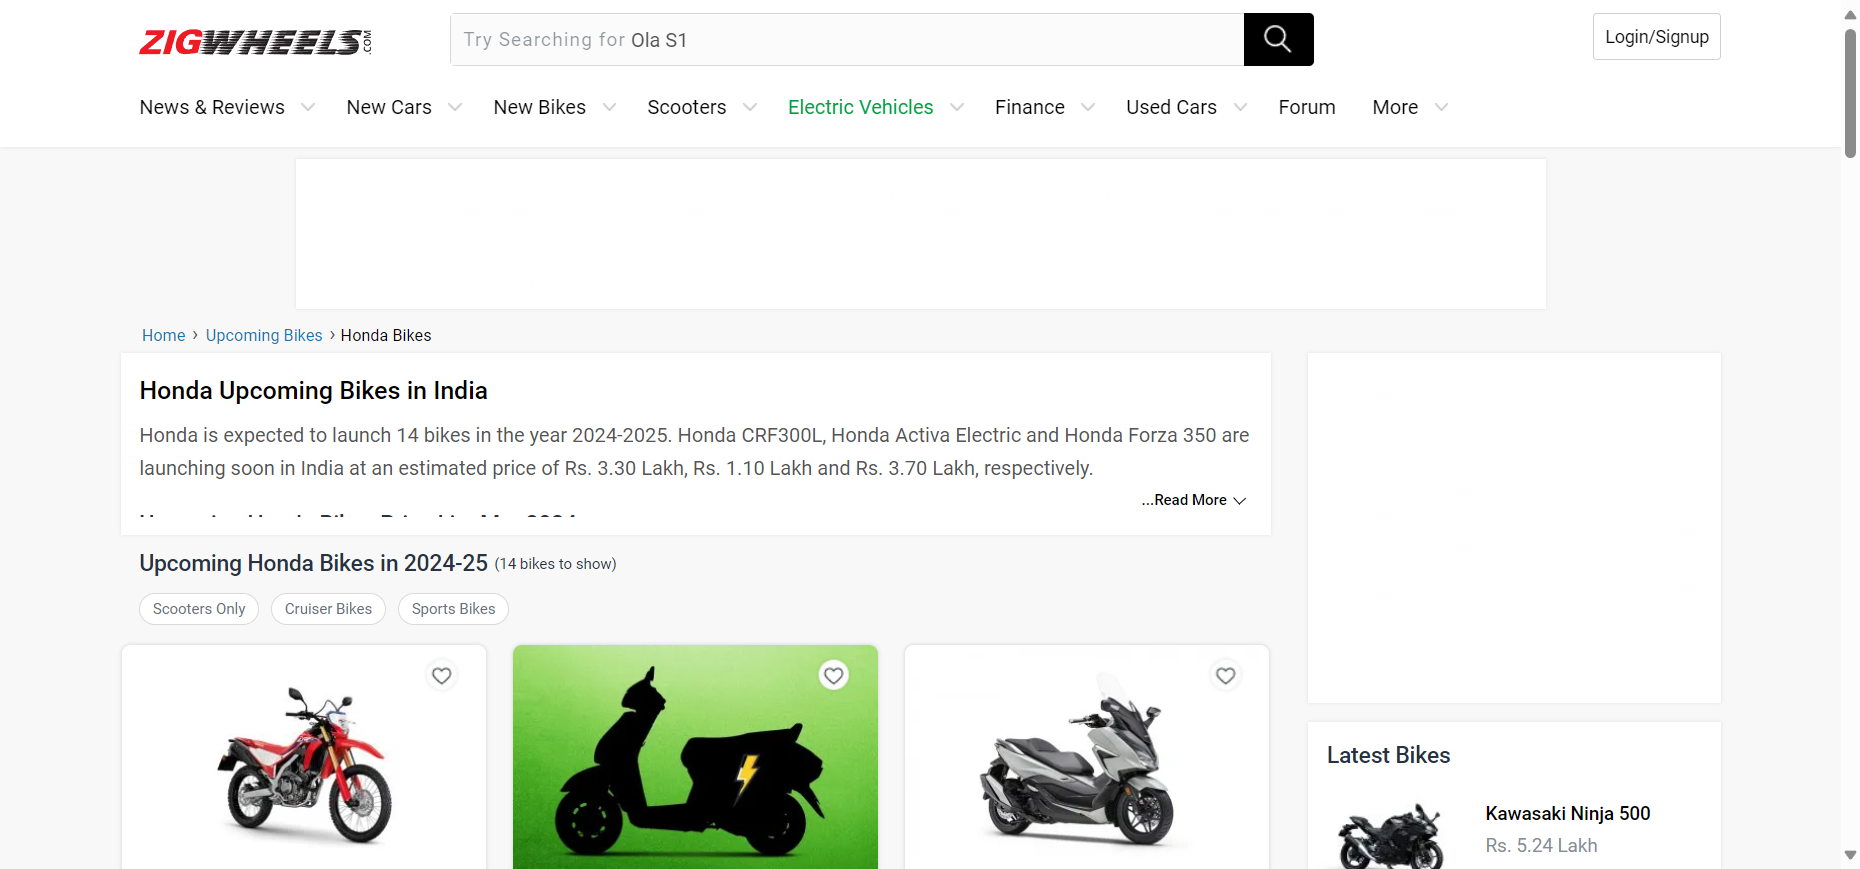 ZIGWHEELS.COM
Try Searching for Ola S1
Login/Signup
News & Reviews New Cars New Bikes Scooters Electric Vehicles Finance Used Cars Forum More
Home › Upcoming Bikes › Honda Bikes
Honda Upcoming Bikes in India
Honda is expected to launch 14 bikes in the year 2024-2025. Honda CRF300L, Honda Activa Electric and Honda Forza 350 are
launching soon in India at an estimated price of Rs. 3.30 Lakh, Rs. 1.10 Lakh and Rs. 3.70 Lakh, respectively.
...Read More
Upcoming Honda Bikes in 2024-25 (14 bikes to show)
Scooters Only Cruiser Bikes Sports Bikes
Latest Bikes
Kawasaki Ninja 500
Rs. 5.24 Lakh